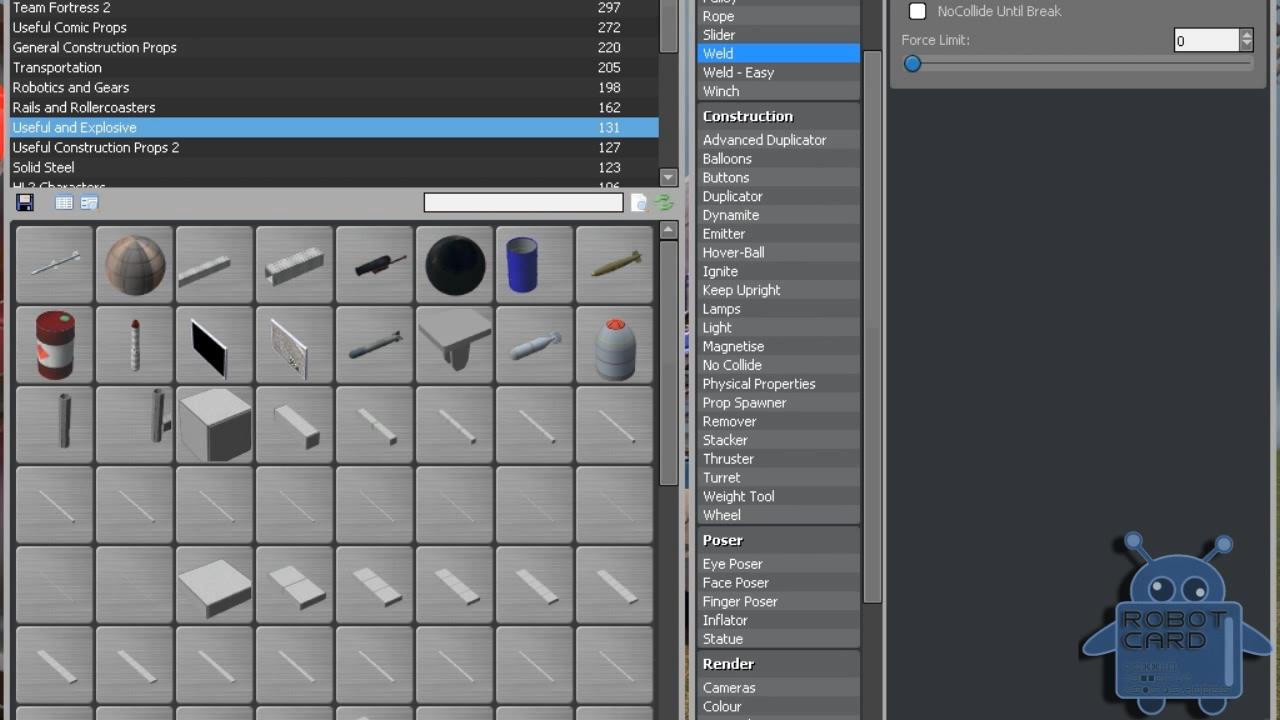 Team Fortress 2 297
Useful Comic Props 272
General Construction Props 220
Transportation 205
Robotics and Gears 198
Rails and Rollercoasters 162
Useful and Explosive 131
Useful Construction Props 2 127
Solid Steel 123
Rope
Slider
Weld
Weld - Easy
Winch
Construction
Advanced Duplicator
Balloons
Buttons
Duplicator
Dynamite
Emitter
Hover-Ball
Ignite
Keep Upright
Lamps
Light
Magnetise
No Collide
Physical Properties
Prop Spawner
Remover
Stacker
Thruster
Turret
Weight Tool
Wheel
Poser
Eye Poser
Face Poser
Finger Poser
Inflator
Statue
Render
Cameras
Colour
NoCollide Until Break
Force Limit:
0
ROBOT
CARD